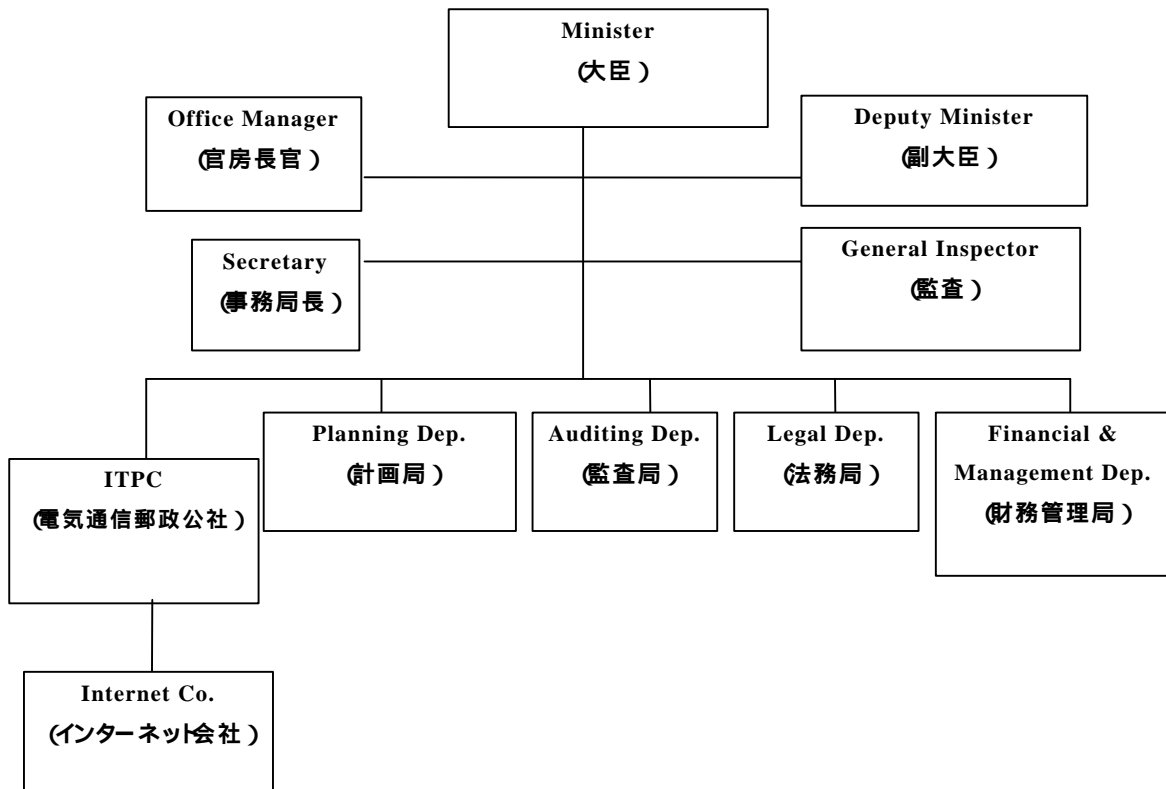 Minister
(大臣)
Office Manager
(官房長官)
Deputy Minister
(副大臣)
Secretary
(事務局長)
General Inspector
(監査)
ITPC
(電気通信郵政公社)
Planning Dep.
(計画局)
Auditing Dep.
(監査局)
Legal Dep.
(法務局)
Financial &
Management Dep.
(財務管理局)
Internet Co.
(インターネット会社)